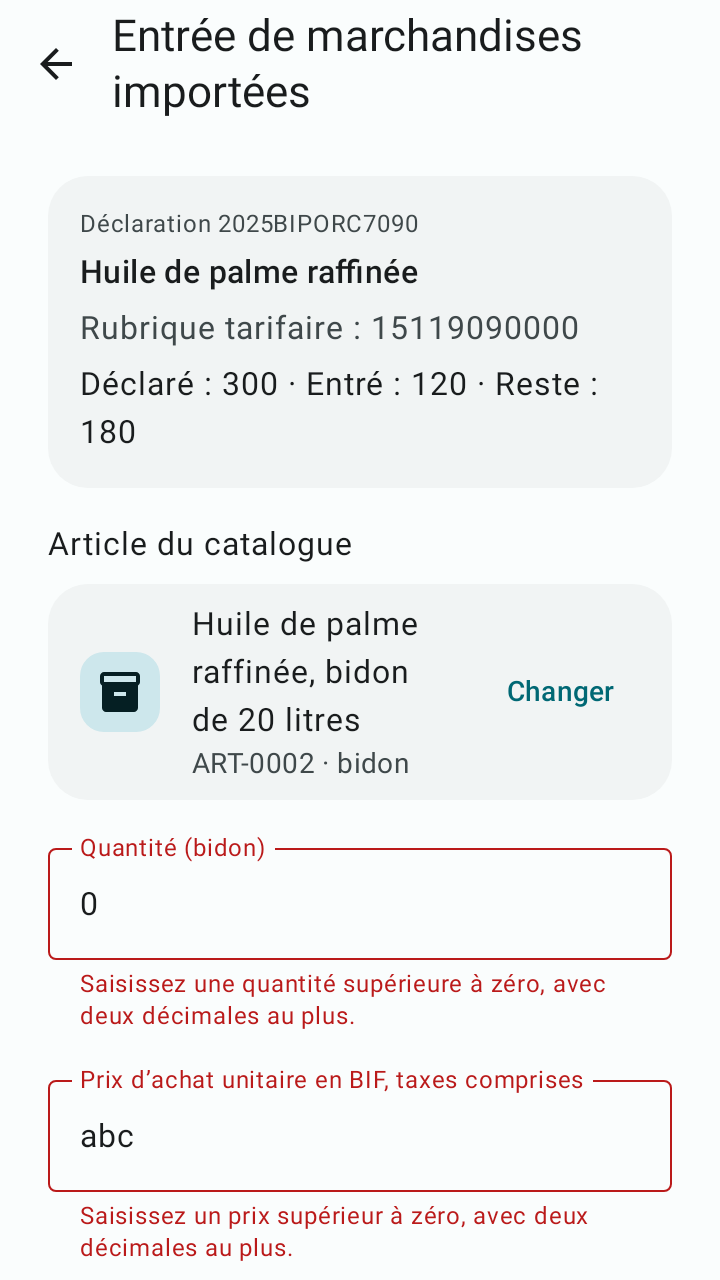 Entrée de marchandises
importées
Déclaration 2025BIPORC7090
Huile de palme raffinée
Rubrique tarifaire : 15119090000
Déclaré : 300 · Entré : 120 · Reste :
180
Article du catalogue
Huile de palme
raffinée, bidon
de 20 litres
ART-0002 · bidon
Changer
Quantité (bidon)
0
Saisissez une quantité supérieure à zéro, avec
deux décimales au plus.
Prix d’achat unitaire en BIF, taxes comprises
abc
Saisissez un prix supérieur à zéro, avec deux
décimales au plus.